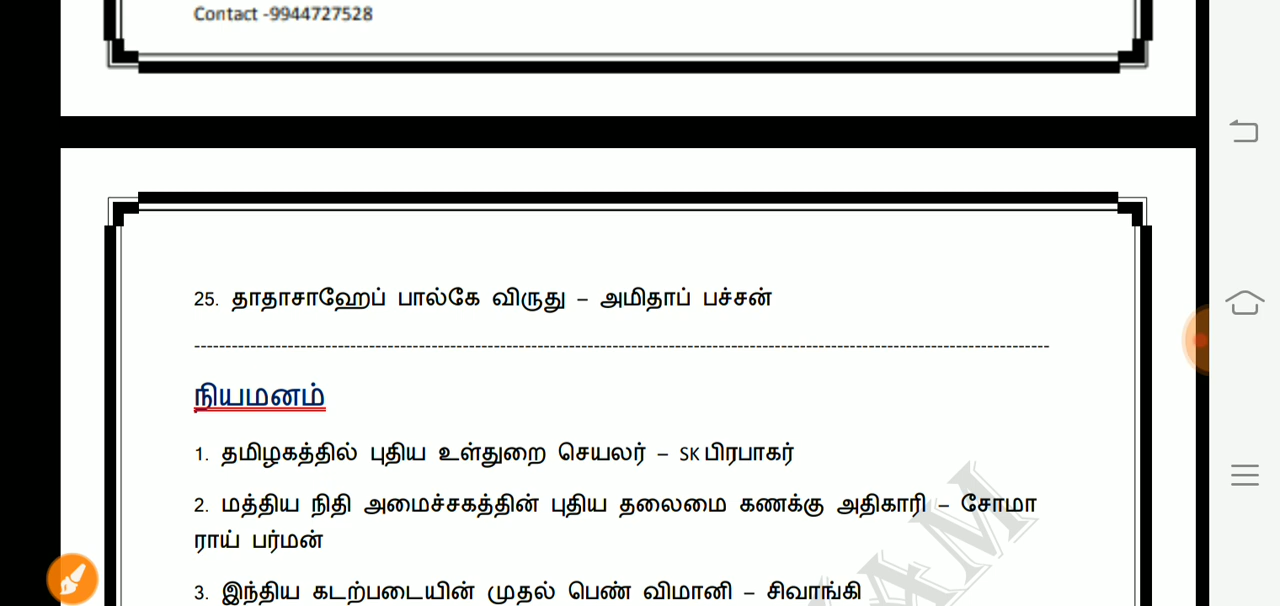 Contact -9944727528
25. தாதாசாஹேப் பால்கே விருது – அமிதாப் பச்சன்
நியமனம்
1. தமிழகத்தில் புதிய உள்துறை செயலர் – SK பிரபாகர்
2. மத்திய நிதி அமைச்சகத்தின் புதிய தலைமை கணக்கு அதிகாரி – சோமா
ராய் பர்மன்
3. இந்திய கடற்படையின் முதல் பெண் விமானி – சிவாங்கி